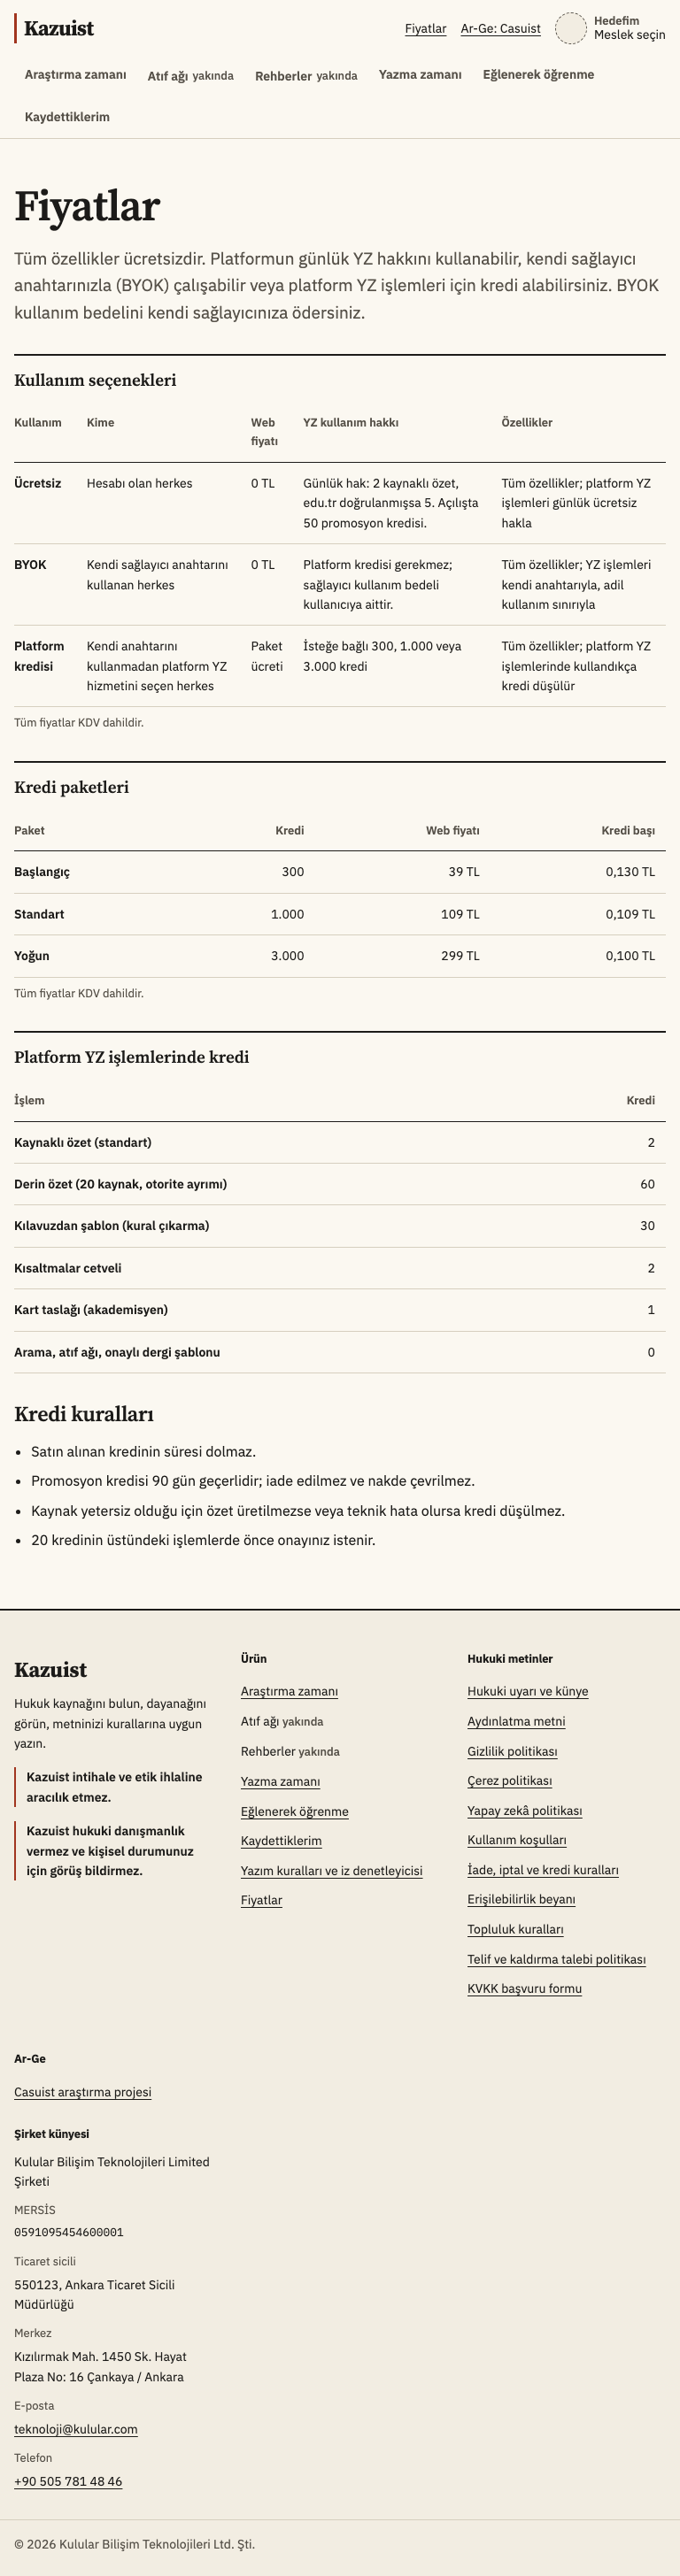 Kazuist
Fiyatlar
Ar-Ge: Casuist
Hedefim
Meslek seçin
Araştırma zamanı
Atıf ağı yakında
Rehberler yakında
Yazma zamanı
Eğlenerek öğrenme
Kaydettiklerim
Fiyatlar
Tüm özellikler ücretsizdir. Platformun günlük YZ hakkını kullanabilir, kendi sağlayıcı
anahtarınızla (BYOK) çalışabilir veya platform YZ işlemleri için kredi alabilirsiniz. BYOK
kullanım bedelini kendi sağlayıcınıza ödersiniz.
Kullanım seçenekleri
Kullanım
Kime
Web
fiyatı
YZ kullanım hakkı
Özellikler
Ücretsiz
Hesabı olan herkes
0 TL
Günlük hak: 2 kaynaklı özet,
edu.tr doğrulanmışsa 5. Açılışta
50 promosyon kredisi.
Tüm özellikler; platform YZ
işlemleri günlük ücretsiz
hakla
BYOK
Kendi sağlayıcı anahtarını
kullanan herkes
0 TL
Platform kredisi gerekmez;
sağlayıcı kullanım bedeli
kullanıcıya aittir.
Tüm özellikler; YZ işlemleri
kendi anahtarıyla, adil
kullanım sınırıyla
Platform
kredisi
Kendi anahtarını
kullanmadan platform YZ
hizmetini seçen herkes
Paket
ücreti
İsteğe bağlı 300, 1.000 veya
3.000 kredi
Tüm özellikler; platform YZ
işlemlerinde kullandıkça
kredi düşülür
Tüm fiyatlar KDV dahildir.
Kredi paketleri
Paket
Kredi
Web fiyatı
Kredi başı
Başlangıç
300
39 TL
0,130 TL
Standart
1.000
109 TL
0,109 TL
Yoğun
3.000
299 TL
0,100 TL
Tüm fiyatlar KDV dahildir.
Platform YZ işlemlerinde kredi
İşlem
Kredi
Kaynaklı özet (standart)
2
Derin özet (20 kaynak, otorite ayrımı)
60
Kılavuzdan şablon (kural çıkarma)
30
Kısaltmalar cetveli
2
Kart taslağı (akademisyen)
1
Arama, atıf ağı, onaylı dergi şablonu
0
Kredi kuralları
• Satın alınan kredinin süresi dolmaz.
• Promosyon kredisi 90 gün geçerlidir; iade edilmez ve nakde çevrilmez.
• Kaynak yetersiz olduğu için özet üretilmezse veya teknik hata olursa kredi düşülmez.
• 20 kredinin üstündeki işlemlerde önce onayınız istenir.
Kazuist
Hukuk kaynağını bulun, dayanağını
görün, metninizi kurallarına uygun
yazın.
Kazuist intihale ve etik ihlaline
aracılık etmez.
Kazuist hukuki danışmanlık
vermez ve kişisel durumunuz
için görüş bildirmez.
Ürün
Araştırma zamanı
Atıf ağı yakında
Rehberler yakında
Yazma zamanı
Eğlenerek öğrenme
Kaydettiklerim
Yazım kuralları ve iz denetleyicisi
Fiyatlar
Hukuki metinler
Hukuki uyarı ve künye
Aydınlatma metni
Gizlilik politikası
Çerez politikası
Yapay zekâ politikası
Kullanım koşulları
İade, iptal ve kredi kuralları
Erişilebilirlik beyanı
Topluluk kuralları
Telif ve kaldırma talebi politikası
KVKK başvuru formu
Ar-Ge
Casuist araştırma projesi
Şirket künyesi
Kulular Bilişim Teknolojileri Limited
Şirketi
MERSİS
0591095454600001
Ticaret sicili
550123, Ankara Ticaret Sicili
Müdürlüğü
Merkez
Kızılırmak Mah. 1450 Sk. Hayat
Plaza No: 16 Çankaya / Ankara
E-posta
teknoloji@kulular.com
Telefon
+90 505 781 48 46
© 2026 Kulular Bilişim Teknolojileri Ltd. Şti.